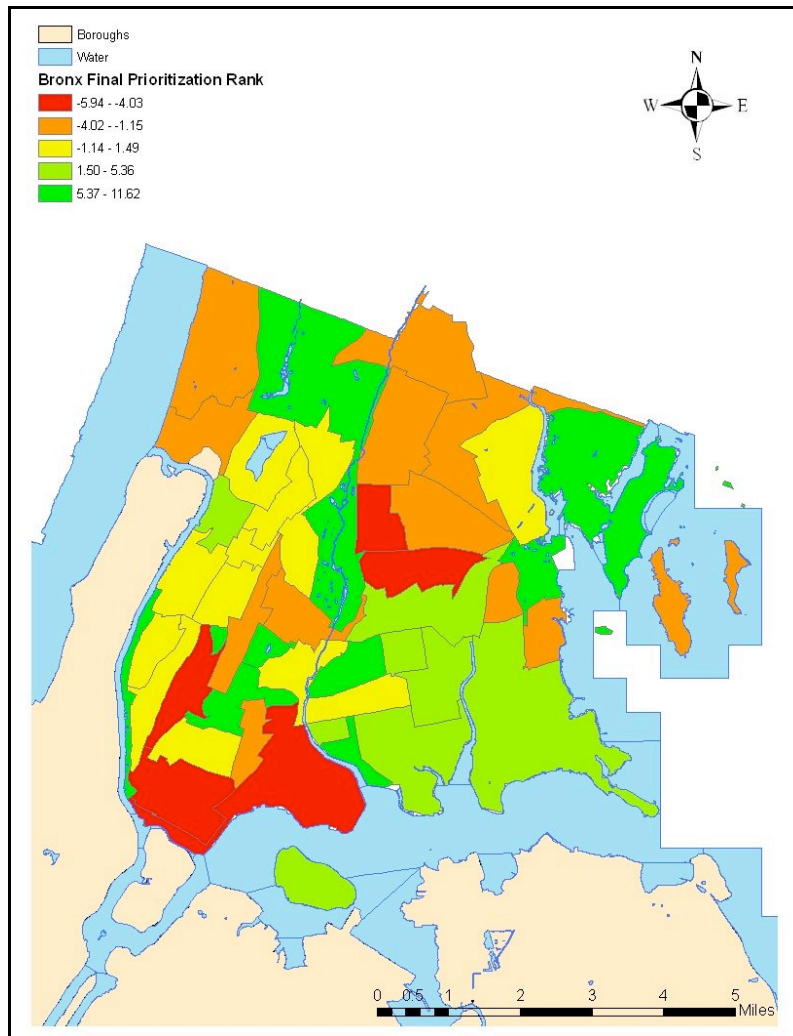 Boroughs
Water
Bronx Final Prioritization Rank
-5.94 - -4.03
-4.02 - -1.15
-1.14 - 1.49
1.50 - 5.36
5.37 - 11.62
N
W E
S
0 0.5 1 2 3 4 5
Miles